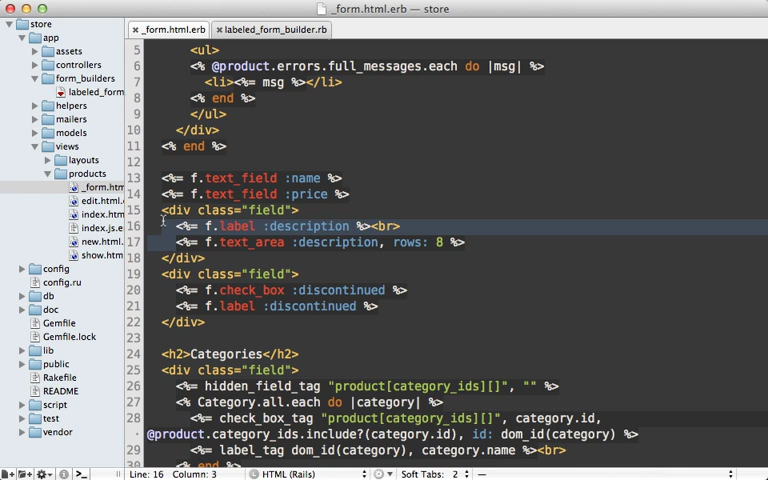 _form.html.erb — store
store
app
assets
controllers
form_builders
labeled_form
helpers
mailers
models
views
layouts
products
_form.htm
edit.html.
index.htm
index.js.e
new.html.
show.htm
config
config.ru
db
doc
Gemfile
Gemfile.lock
lib
public
Rakefile
README
script
test
vendor
_form.html.erb
labeled_form_builder.rb
5 <ul>
6 <% @product.errors.full_messages.each do |msg| %>
7 <li><%= msg %></li>
8 <% end %>
9 </ul>
10 </div>
11 <% end %>
12
13 <%= f.text_field :name %>
14 <%= f.text_field :price %>
15 <div class="field">
16 <%= f.label :description %><br>
17 <%= f.text_area :description, rows: 8 %>
18 </div>
19 <div class="field">
20 <%= f.check_box :discontinued %>
21 <%= f.label :discontinued %>
22 </div>
23
24 <h2>Categories</h2>
25 <div class="field">
26 <%= hidden_field_tag "product[category_ids][]", "" %>
27 <% Category.all.each do |category| %>
28 <%= check_box_tag "product[category_ids][]", category.id,
@product.category_ids.include?(category.id), id: dom_id(category) %>
29 <%= label_tag dom_id(category), category.name %><br>
30 <% end %>
Line: 16 Column: 3 HTML (Rails) Soft Tabs: 2 —